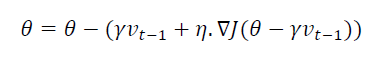 θ = θ − (γv_{t−1} + η.∇J(θ − γv_{t−1}))